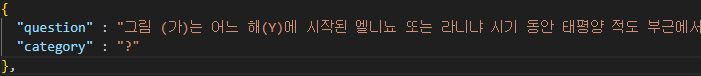 {
"question" : "그림 (가)는 어느 해(Y)에 시작된 엘니뇨 또는 라니냐 시기 동안 태평양 적도 부근에서
"category" : "?"
},